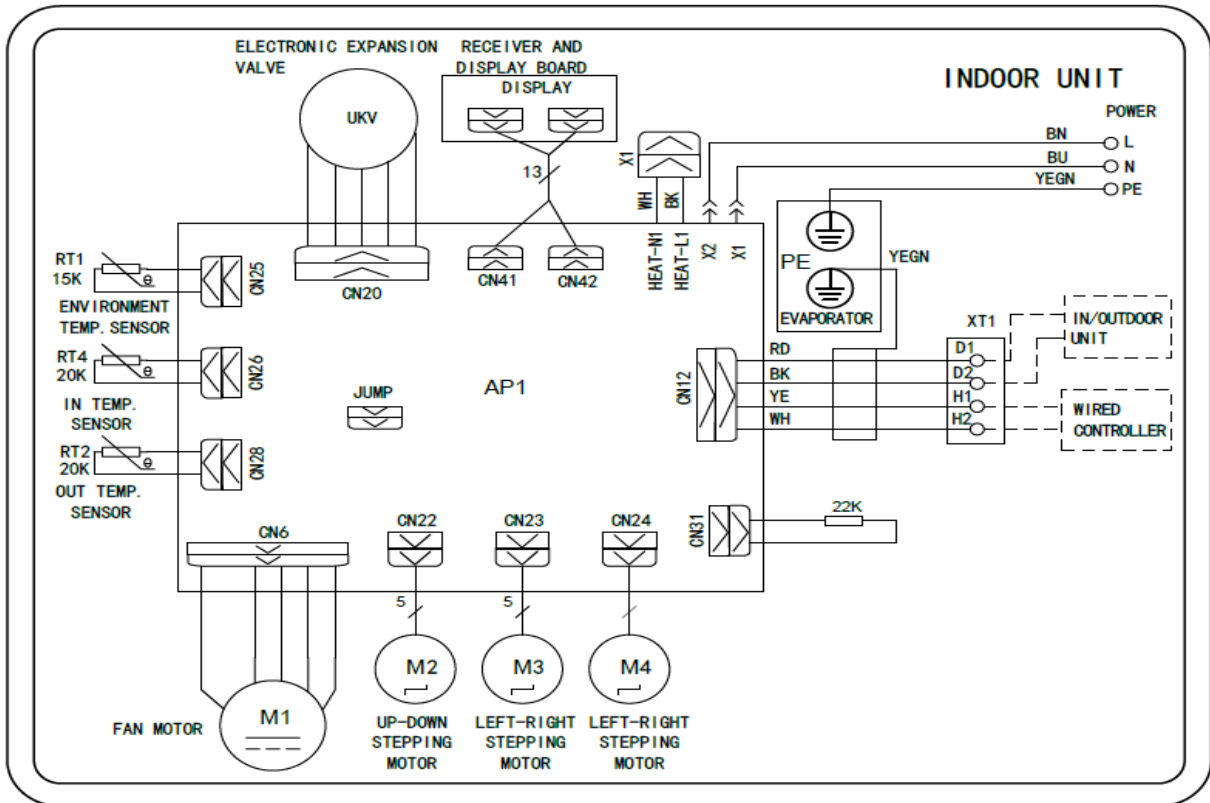 ELECTRONIC EXPANSION VALVE
UKV
RECEIVER AND
DISPLAY BOARD
DISPLAY
INDOOR UNIT
POWER
BN
L
BU
N
YEGN
PE
X1
13
WH
BK
HEAT-N1
HEAT-L1
X2
X1
PE
YEGN
EVAPORATOR
RT1
15K
θ
CN25
ENVIRONMENT
TEMP. SENSOR
CN20
CN41
CN42
RT4
20K
θ
CN26
IN TEMP.
SENSOR
JUMP
AP1
RT2
20K
θ
CN28
OUT TEMP.
SENSOR
XT1
IN/OUTDOOR
UNIT
CN12
RD
D1
BK
D2
YE
H1
WH
H2
WIRED
CONTROLLER
CN31
22K
CN6
CN22
CN23
CN24
5
5
M1
FAN MOTOR
M2
UP-DOWN
STEPPING
MOTOR
M3
LEFT-RIGHT
STEPPING
MOTOR
M4
LEFT-RIGHT
STEPPING
MOTOR